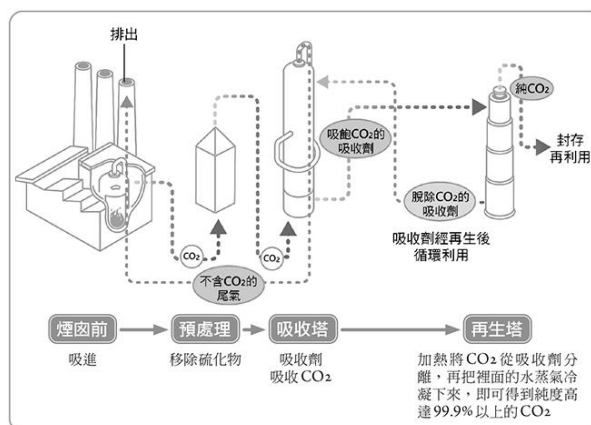 排出
純CO2
吸飽CO2的
吸收劑
封存
再利用
脫除CO2的
吸收劑
吸收劑經再生後
循環利用
CO2
CO2
不含CO2的
尾氣
煙囪前
預處理
吸收塔
再生塔
吸進
移除硫化物
吸收劑
吸收CO2
加熱將CO2從吸收劑分
離，再把裡面的水蒸氣冷
凝下來，即可得到純度高
達99.9%以上的CO2